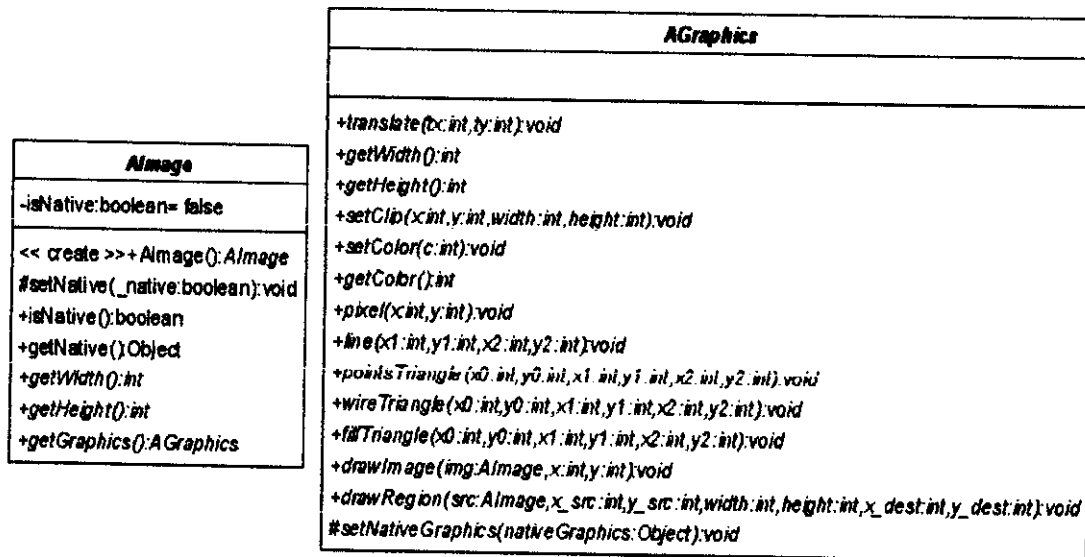 AImage
-isNative:boolean= false
<< create >>+AImage():AImage
#setNative(_native:boolean):void
+isNative():boolean
+getNative():Object
+getWidth():int
+getHeight():int
+getGraphics():AGraphics
AGraphics
+translate(tx:int,ty:int):void
+getWidth():int
+getHeight():int
+setClip(x:int,y:int,width:int,height:int):void
+setColor(c:int):void
+getColor():int
+pixel(x:int,y:int):void
+line(x1:int,y1:int,x2:int,y2:int):void
+pointsTriangle(x0:int,y0:int,x1:int,y1:int,x2:int,y2:int):void
+wireTriangle(x0:int,y0:int,x1:int,y1:int,x2:int,y2:int):void
+fillTriangle(x0:int,y0:int,x1:int,y1:int,x2:int,y2:int):void
+drawImage(img:AImage,x:int,y:int):void
+drawRegion(src:AImage,x_src:int,y_src:int,width:int,height:int,x_dest:int,y_dest:int):void
#setNativeGraphics(nativeGraphics:Object):void